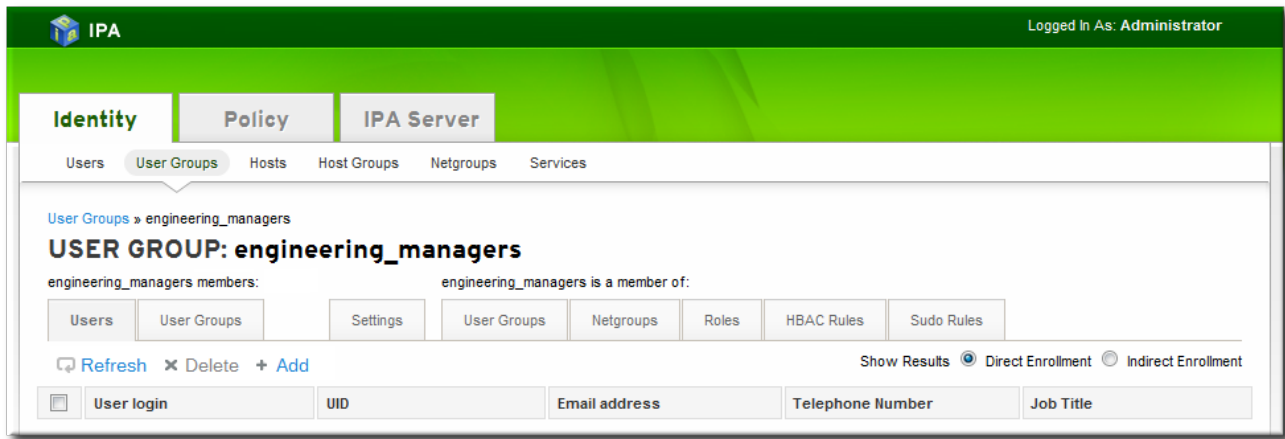 IPA
Logged In As: Administrator
Identity Policy IPA Server
Users User Groups Hosts Host Groups Netgroups Services
User Groups » engineering_managers
USER GROUP: engineering_managers
engineering_managers members: engineering_managers is a member of:
Users User Groups Settings User Groups Netgroups Roles HBAC Rules Sudo Rules
Refresh Delete + Add Show Results Direct Enrollment Indirect Enrollment
User login UID Email address Telephone Number Job Title